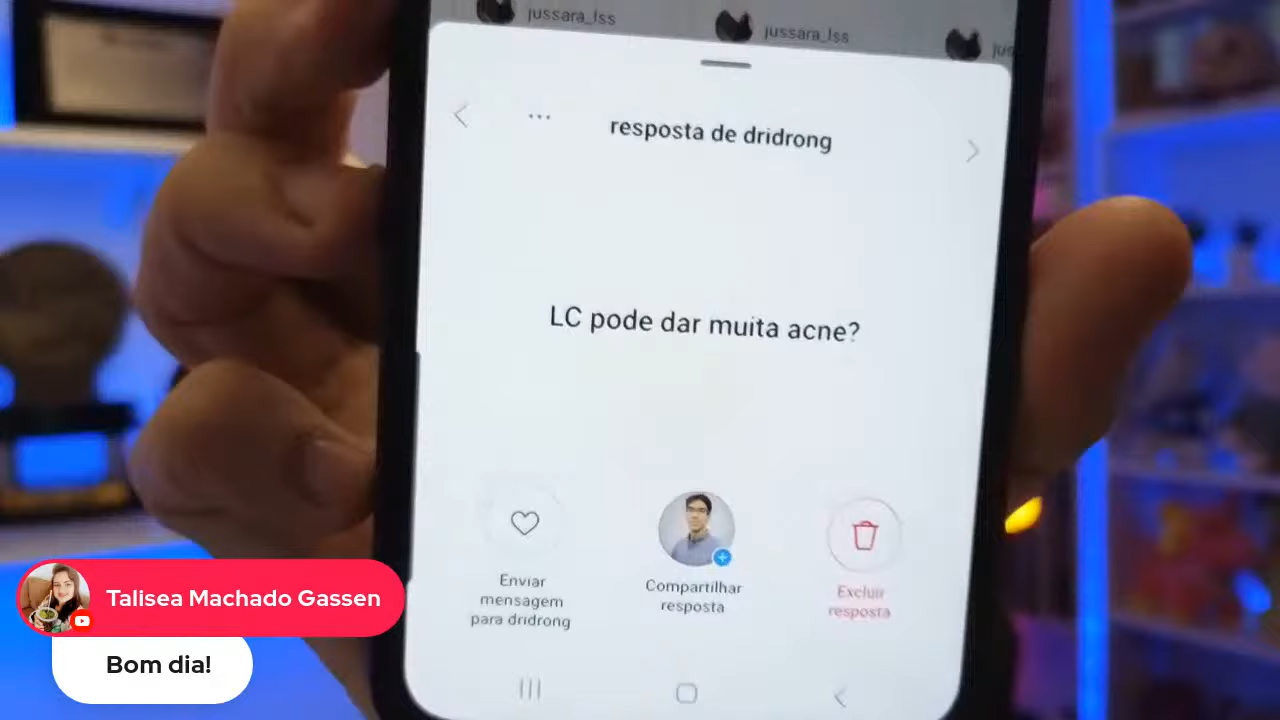 jussara_lss
jussara_lss
jus
resposta de dridrong
LC pode dar muita acne?
Enviar
mensagem
para dridrong
Compartilhar
resposta
Excluir
resposta
Talisea Machado Gassen
Bom dia!